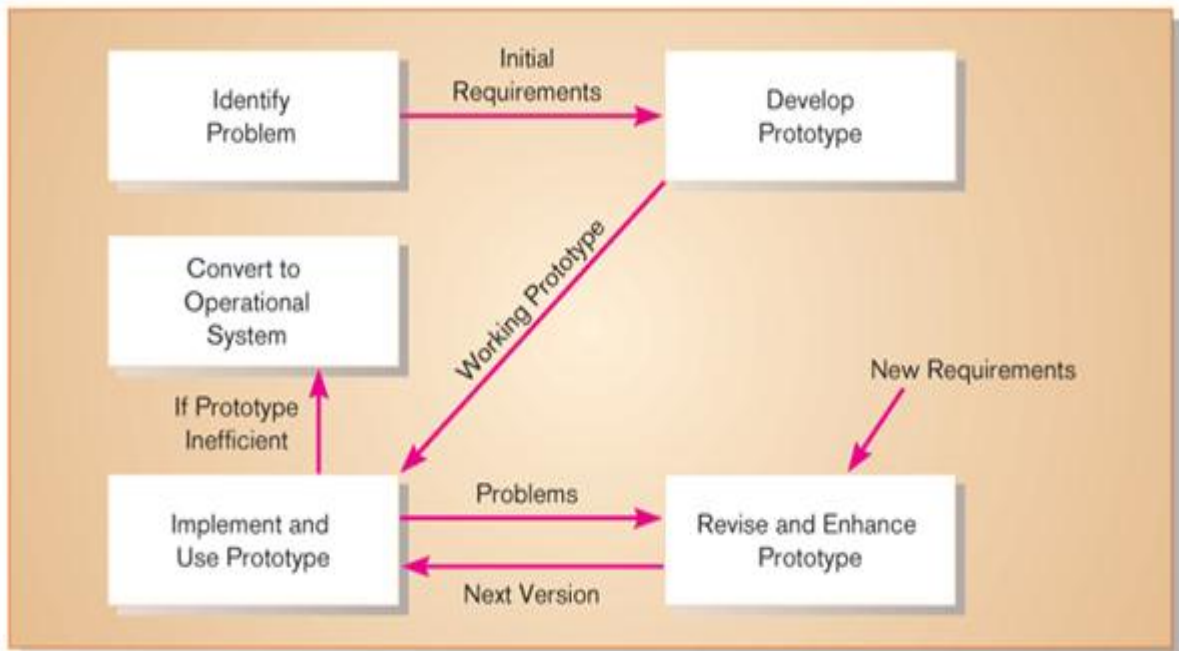 Identify
Problem
Initial
Requirements
Develop
Prototype
Convert to
Operational
System
Working Prototype
New Requirements
If Prototype
Inefficient
Implement and
Use Prototype
Problems
Next Version
Revise and Enhance
Prototype